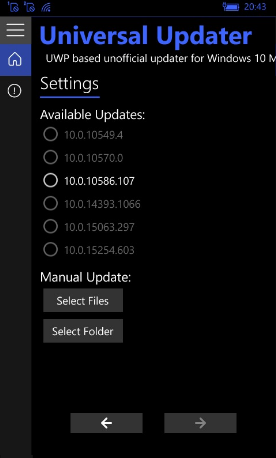 20:43
Universal Updater
UWP based unofficial updater for Windows 10 M
Settings
Available Updates:
10.0.10549.4
10.0.10570.0
10.0.10586.107
10.0.14393.1066
10.0.15063.297
10.0.15254.603
Manual Update:
Select Files
Select Folder